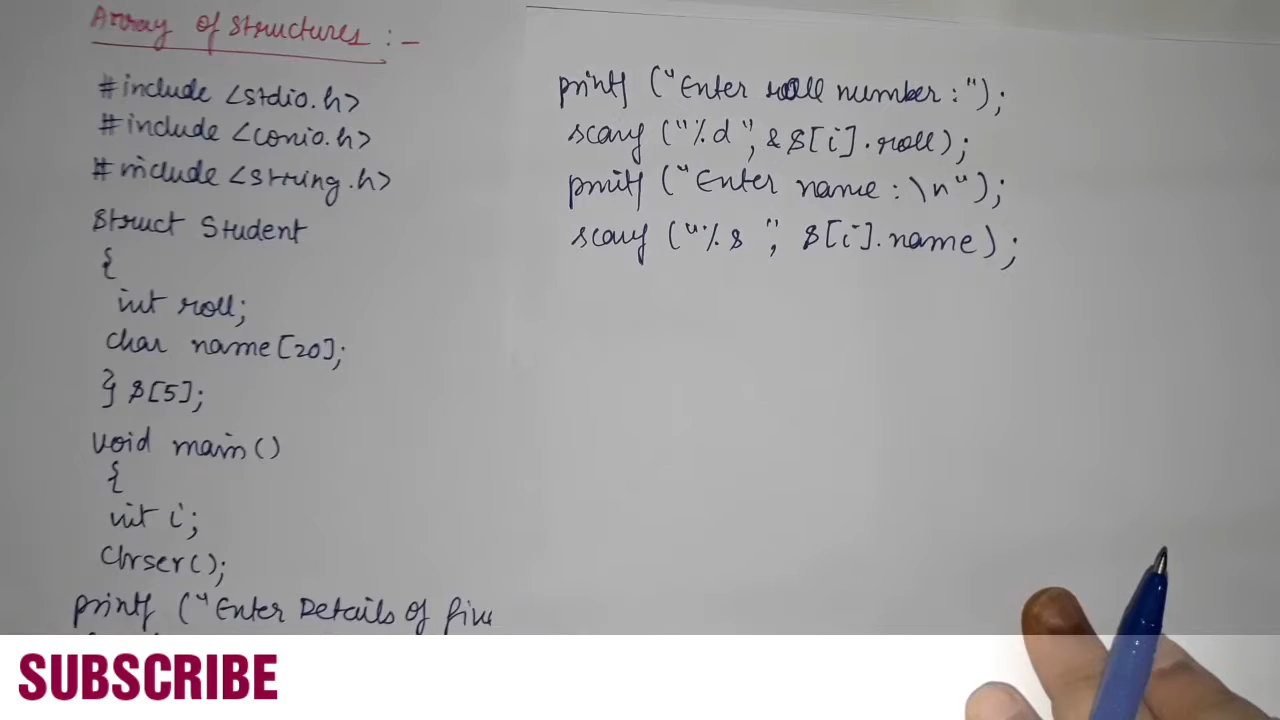 Array of Structures :-
#include <stdio.h>
#include <conio.h>
#include <string.h>
Struct Student
{
int roll;
char name[20];
} S[5];
void main()
{
int i;
Clrscr();
printf ("Enter Details of five
printf ("Enter roll number :");
scanf ("%d", & S[i].roll);
printf ("Enter name : \n");
scanf ("%s", S[i].name);
SUBSCRIBE